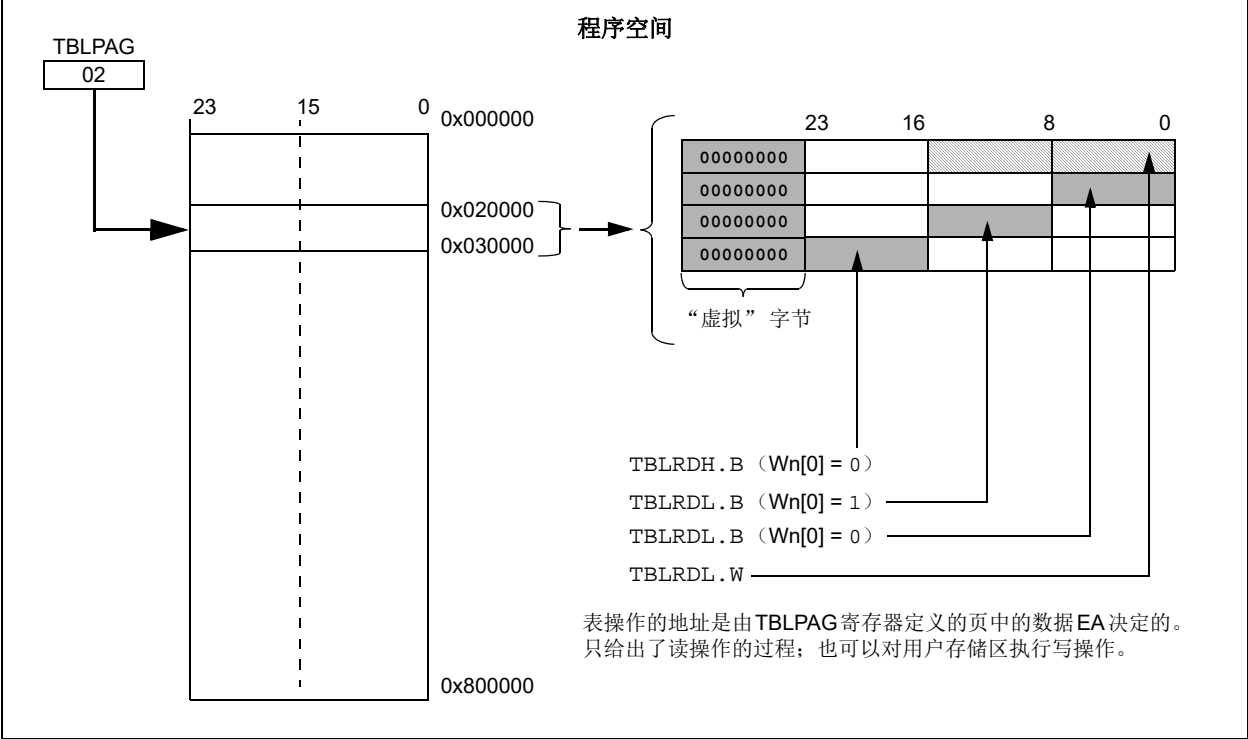 程序空间
TBLPAG
02
23 15 0
0x000000
0x020000
0x030000
0x800000
23 16 8 0
00000000
00000000
00000000
00000000
“虚拟” 字节
TBLRDH.B （Wn[0] = 0）
TBLRDL.B （Wn[0] = 1）
TBLRDL.B （Wn[0] = 0）
TBLRDL.W
表操作的地址是由TBLPAG寄存器定义的页中的数据EA决定的。
只给出了读操作的过程；也可以对用户存储区执行写操作。